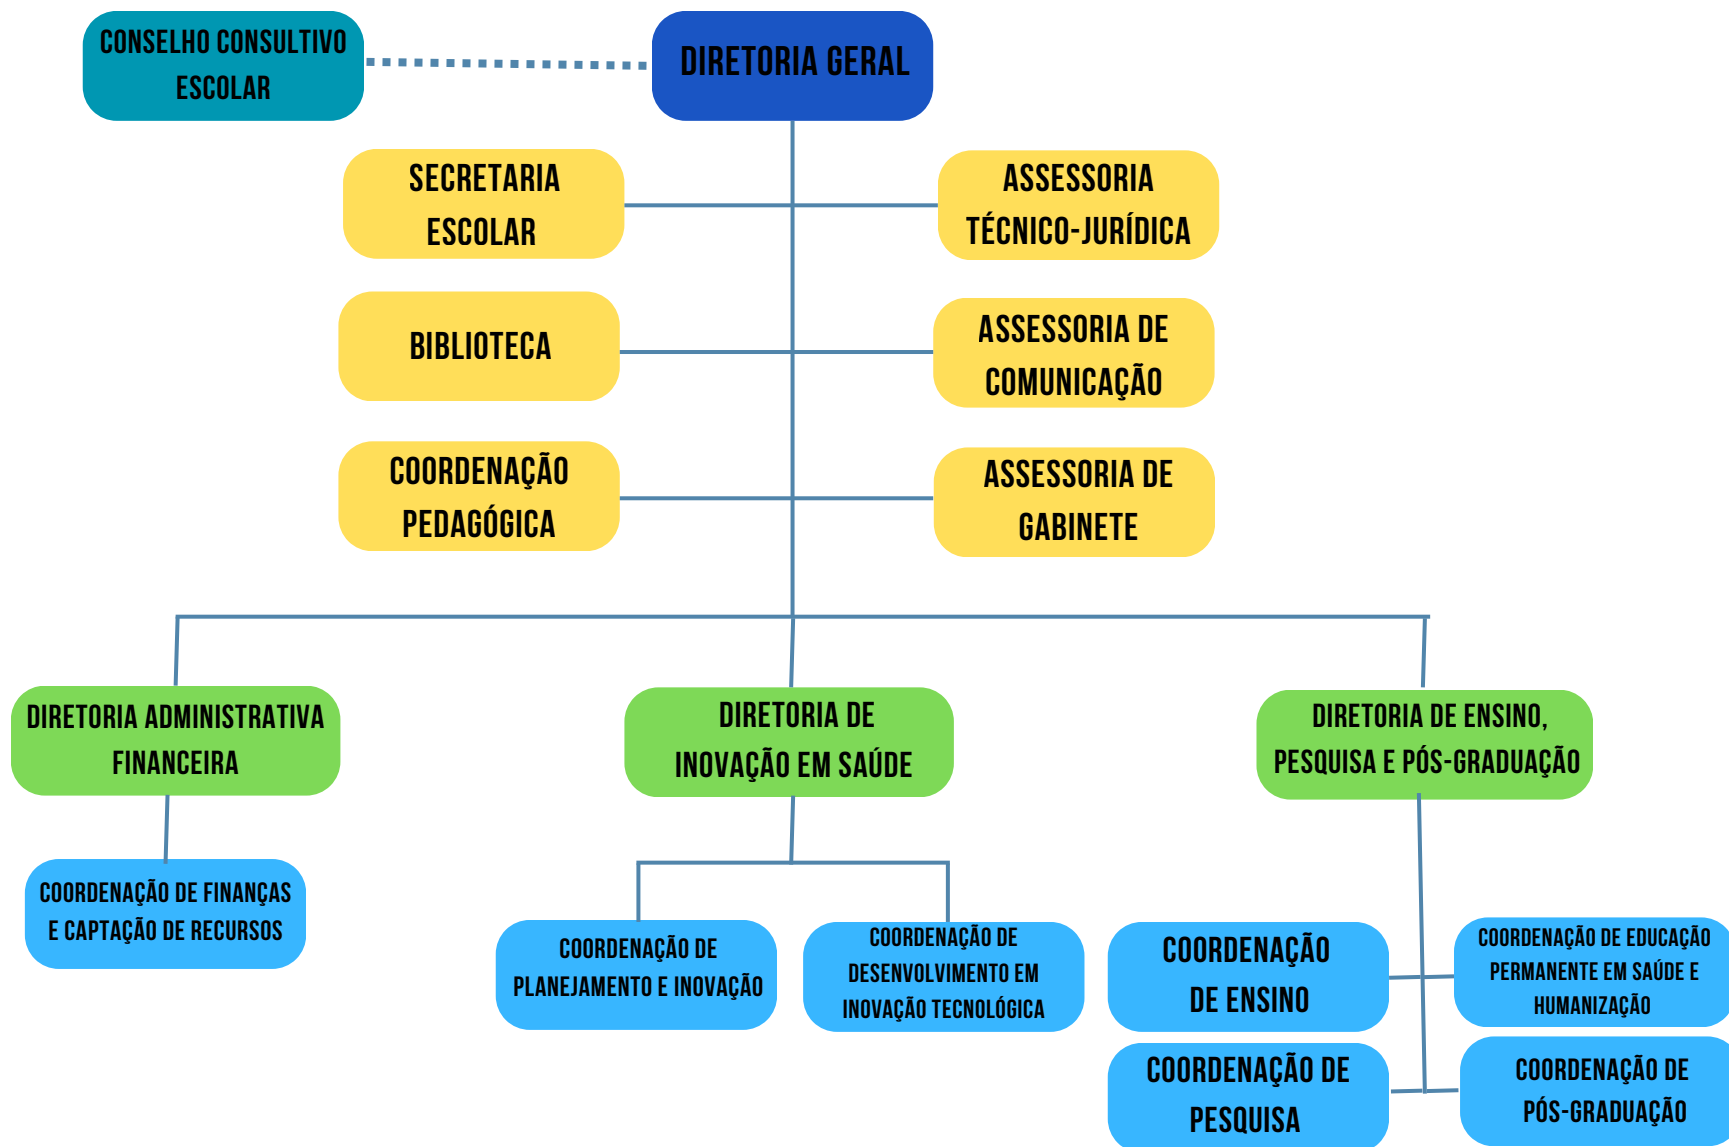 CONSELHO CONSULTIVO
ESCOLAR
DIRETORIA GERAL
SECRETARIA
ESCOLAR
ASSESSORIA
TÉCNICO-JURÍDICA
BIBLIOTECA
ASSESSORIA DE
COMUNICAÇÃO
COORDENAÇÃO
PEDAGÓGICA
ASSESSORIA DE
GABINETE
DIRETORIA ADMINISTRATIVA
FINANCEIRA
DIRETORIA DE
INOVAÇÃO EM SAÚDE
DIRETORIA DE ENSINO,
PESQUISA E PÓS-GRADUAÇÃO
COORDENAÇÃO DE FINANÇAS
E CAPTAÇÃO DE RECURSOS
COORDENAÇÃO DE
PLANEJAMENTO E INOVAÇÃO
COORDENAÇÃO DE
DESENVOLVIMENTO EM
INOVAÇÃO TECNOLÓGICA
COORDENAÇÃO
DE ENSINO
COORDENAÇÃO DE EDUCAÇÃO
PERMANENTE EM SAÚDE E
HUMANIZAÇÃO
COORDENAÇÃO DE
PESQUISA
COORDENAÇÃO DE
PÓS-GRADUAÇÃO